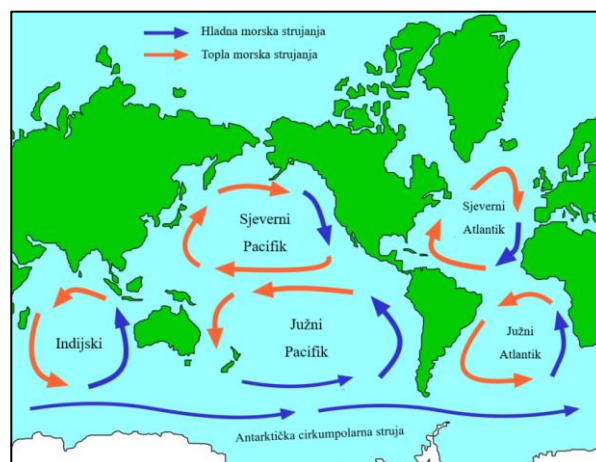 Hladna morska strujanja
Topla morska strujanja
Sjeverni
Pacifik
Sjeverni
Atlantik
Indijski
Južni
Pacifik
Južni
Atlantik
Antarktička cirkumpolarna struja